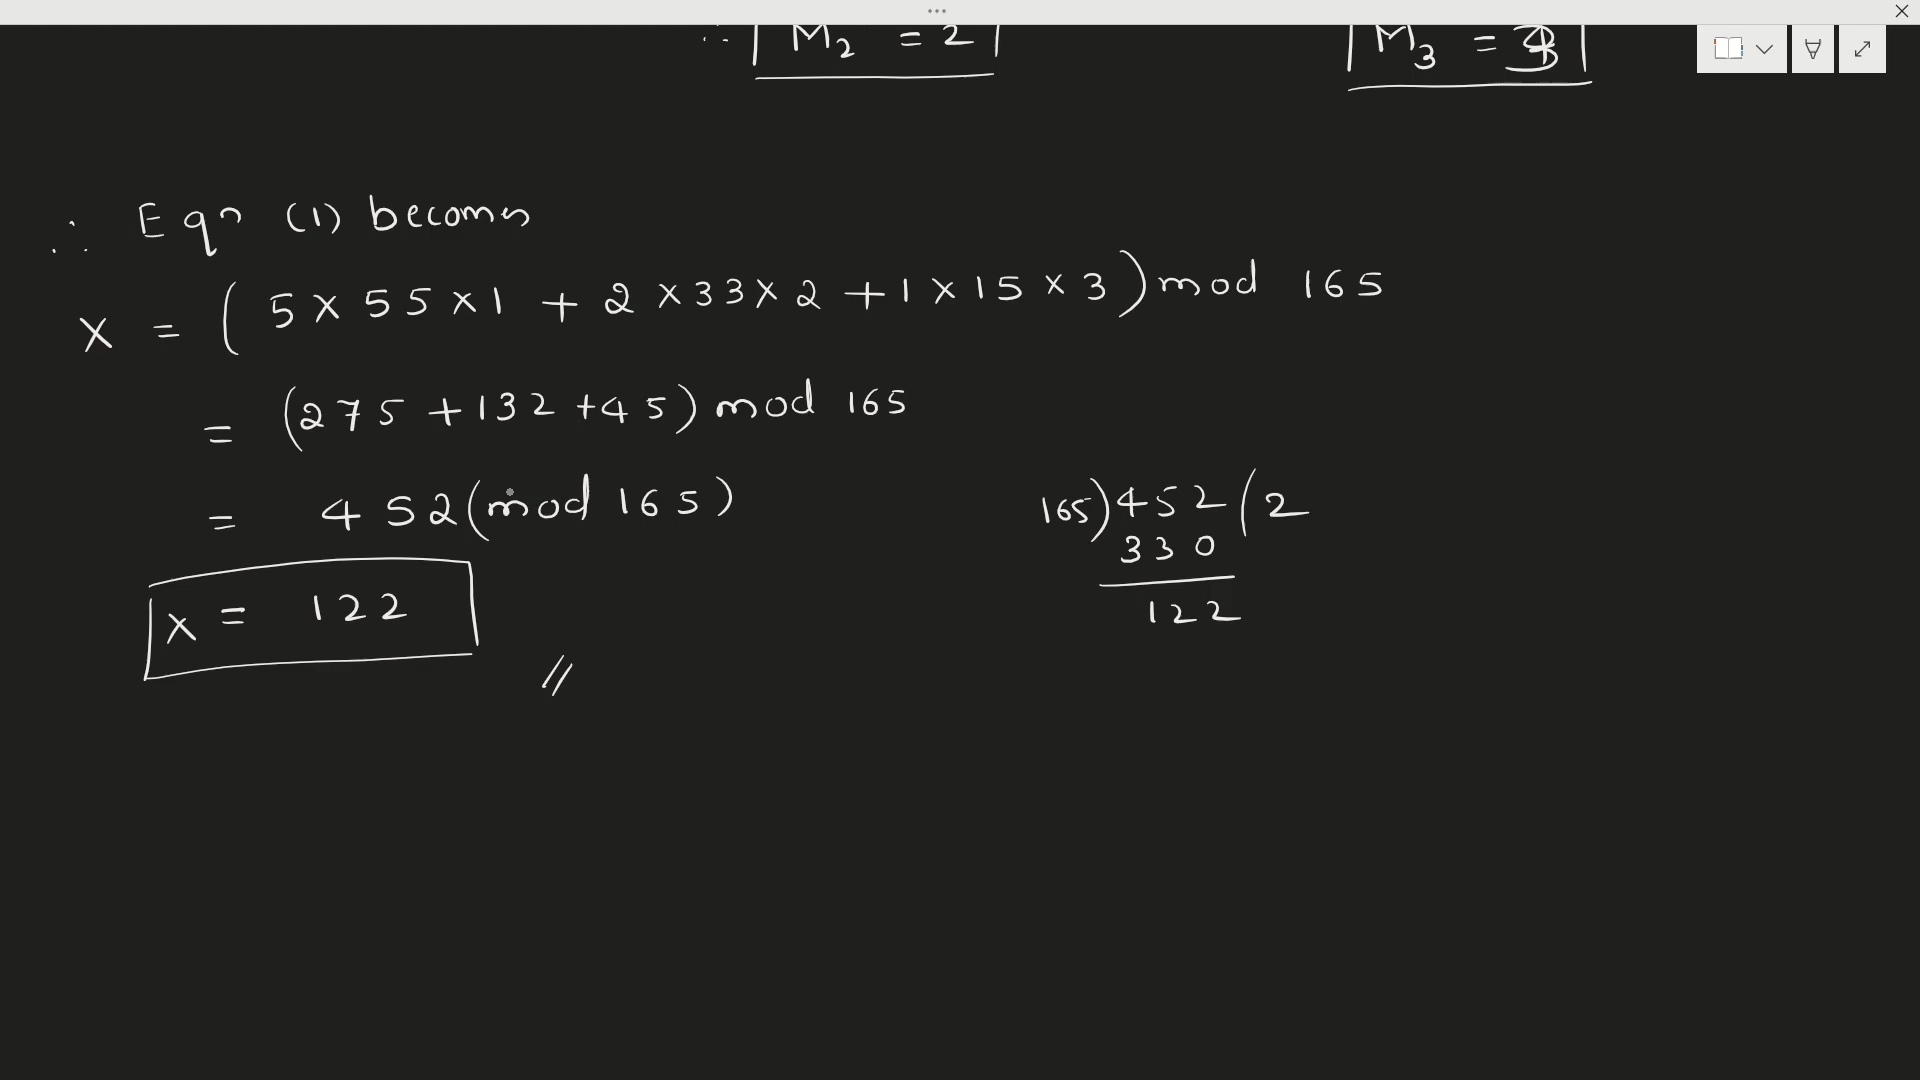 ∴ M₂ = 2
M₃ = 3
∴ Eqn (1) becomes
X = (5 × 55 × 1 + 2 × 33 × 2 + 1 × 15 × 3) mod 165
= (275 + 132 + 45) mod 165
= 452 (mod 165)
165) 452 (2
330
122
x = 122 //